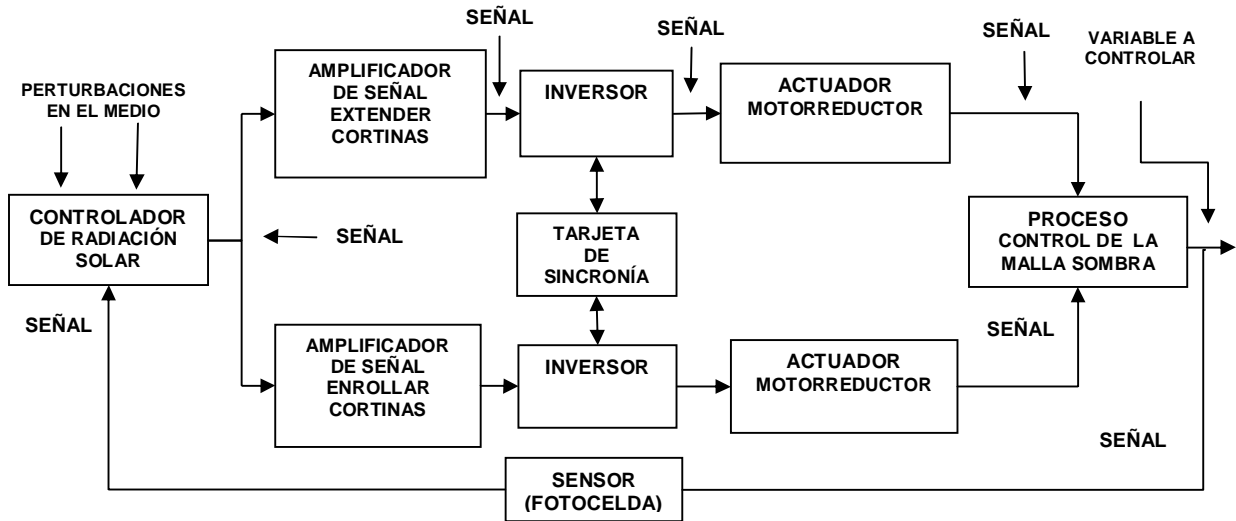 SEÑAL
SEÑAL
SEÑAL
VARIABLE A
CONTROLAR
PERTURBACIONES
EN EL MEDIO
AMPLIFICADOR
DE SEÑAL
EXTENDER
CORTINAS
INVERSOR
ACTUADOR
MOTORREDUCTOR
CONTROLADOR
DE RADIACIÓN
SOLAR
SEÑAL
TARJETA
DE
SINCRONÍA
PROCESO
CONTROL DE LA
MALLA SOMBRA
SEÑAL
AMPLIFICADOR
DE SEÑAL
ENROLLAR
CORTINAS
INVERSOR
ACTUADOR
MOTORREDUCTOR
SEÑAL
SEÑAL
SENSOR
(FOTOCELDA)